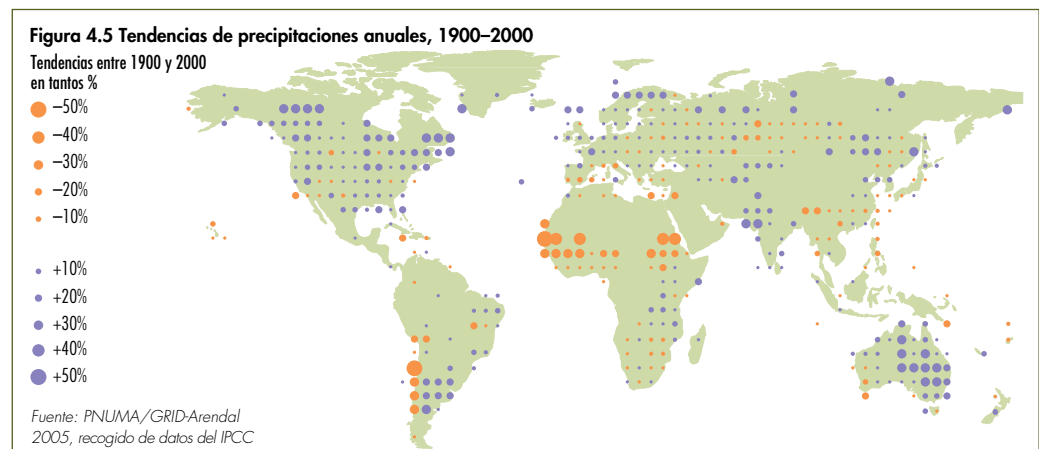 Figura 4.5 Tendencias de precipitaciones anuales, 1900–2000
Tendencias entre 1900 y 2000
en tantos %
–50%
–40%
–30%
–20%
–10%
+10%
+20%
+30%
+40%
+50%
Fuente: PNUMA/GRID-Arendal
2005, recogido de datos del IPCC